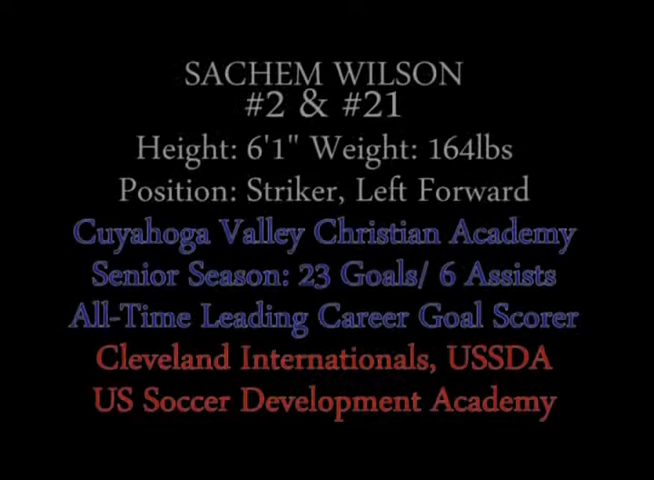 SACHEM WILSON
#2 & #21
Height: 6'1" Weight: 164lbs
Position: Striker, Left Forward
Cuyahoga Valley Christian Academy
Senior Season: 23 Goals/ 6 Assists
All-Time Leading Career Goal Scorer
Cleveland Internationals, USSDA
US Soccer Development Academy